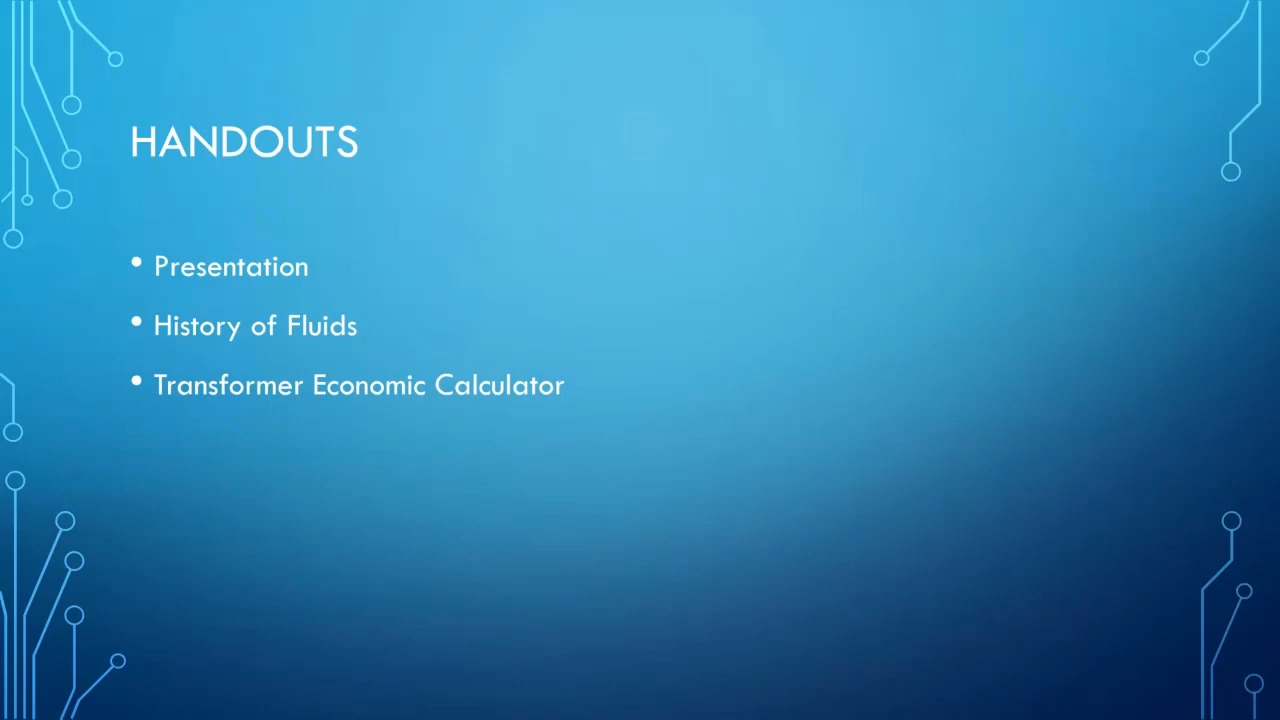 HANDOUTS
• Presentation
• History of Fluids
• Transformer Economic Calculator